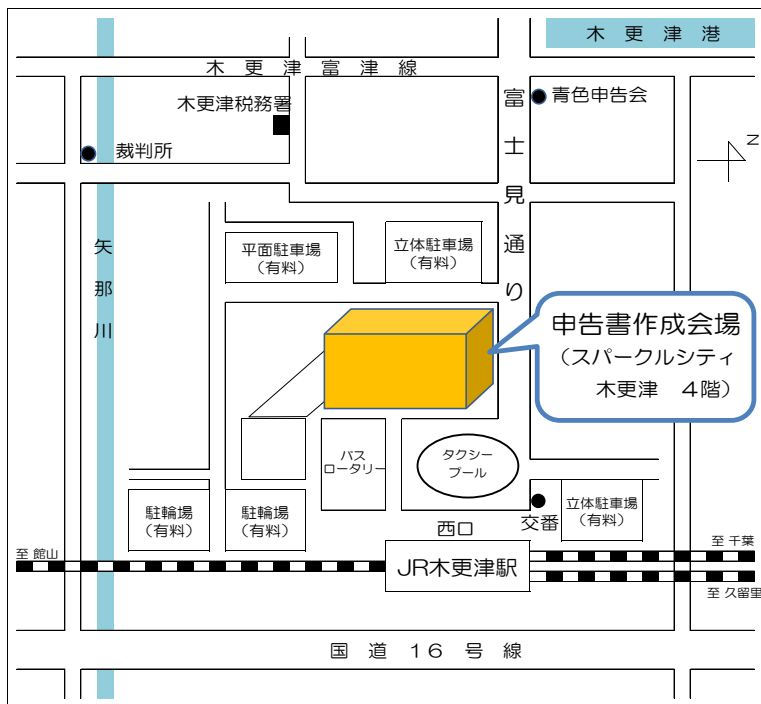 木更津港
木更津富津線
木更津税務署
富士見通り
青色申告会
裁判所
N
矢那川
平面駐車場
（有料）
立体駐車場
（有料）
申告書作成会場
（スパークルシティ
木更津　4階）
バス
ロータリー
タクシー
プール
駐輪場
（有料）
駐輪場
（有料）
西口
交番
立体駐車場
（有料）
至 館山
JR木更津駅
至 千葉
至 久留里
国道16号線